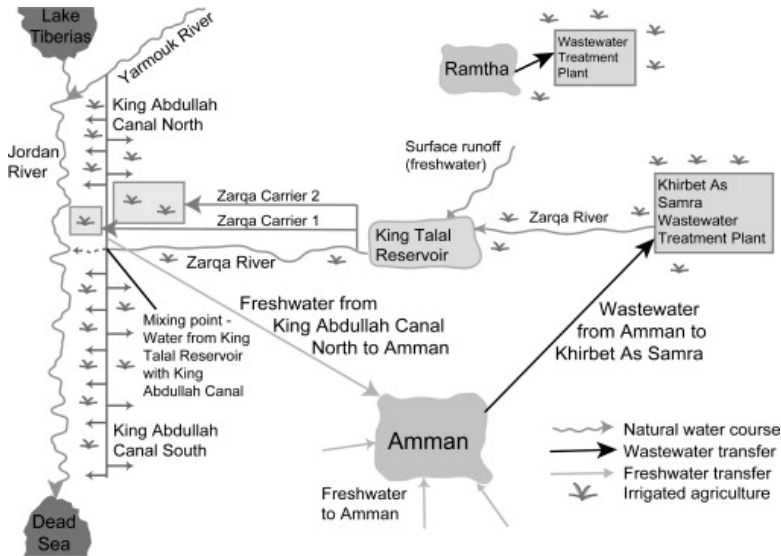 Lake
Tiberias
Yarmouk River
Ramtha
Wastewater
Treatment
Plant
King Abdullah
Canal North
Jordan
River
Surface runoff
(freshwater)
Zarqa Carrier 2
Zarqa Carrier 1
King Talal
Reservoir
Zarqa River
Khirbet As
Samra
Wastewater
Treatment Plant
Zarqa River
Freshwater from
King Abdullah Canal
North to Amman
Wastewater
from Amman to
Khirbet As Samra
Mixing point -
Water from King
Talal Reservoir
with King
Abdullah Canal
King Abdullah
Canal South
Amman
Freshwater
to Amman
Dead
Sea
Natural water course
Wastewater transfer
Freshwater transfer
Irrigated agriculture